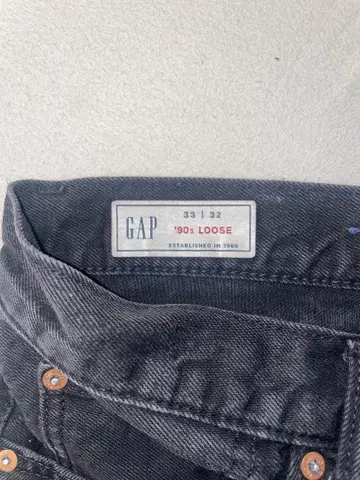 GAP
33 | 32
'90s LOOSE
ESTABLISHED IN 1969